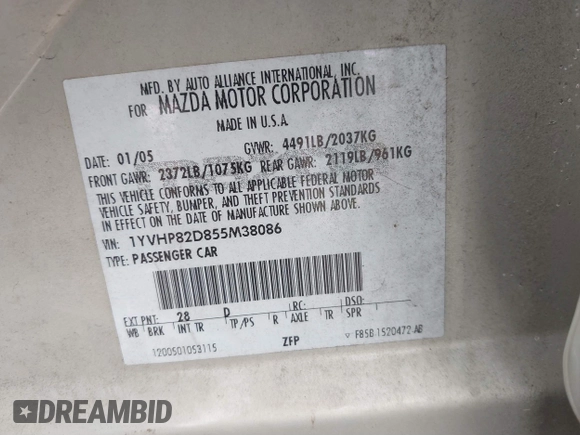 MFD. BY AUTO ALLIANCE INTERNATIONAL, INC.
FOR MAZDA MOTOR CORPORATION
MADE IN U.S.A.
DATE: 01/05 GVWR: 4491LB/2037KG
FRONT GAWR: 2372LB/1075KG REAR GAWR: 2119LB/961KG
THIS VEHICLE CONFORMS TO ALL APPLICABLE FEDERAL MOTOR
VEHICLE SAFETY, BUMPER, AND THEFT PREVENTION STANDARDS
IN EFFECT ON THE DATE OF MANUFACTURE SHOWN ABOVE.
VIN: 1YVHP82D855M38086
TYPE: PASSENGER CAR
EXT PNT: 28 D RC: DSO:
WB BRK INT TR TP/PS R AXLE TR SPR
1200501053115 ZFP F85B 1520472 AB
DREAMBID